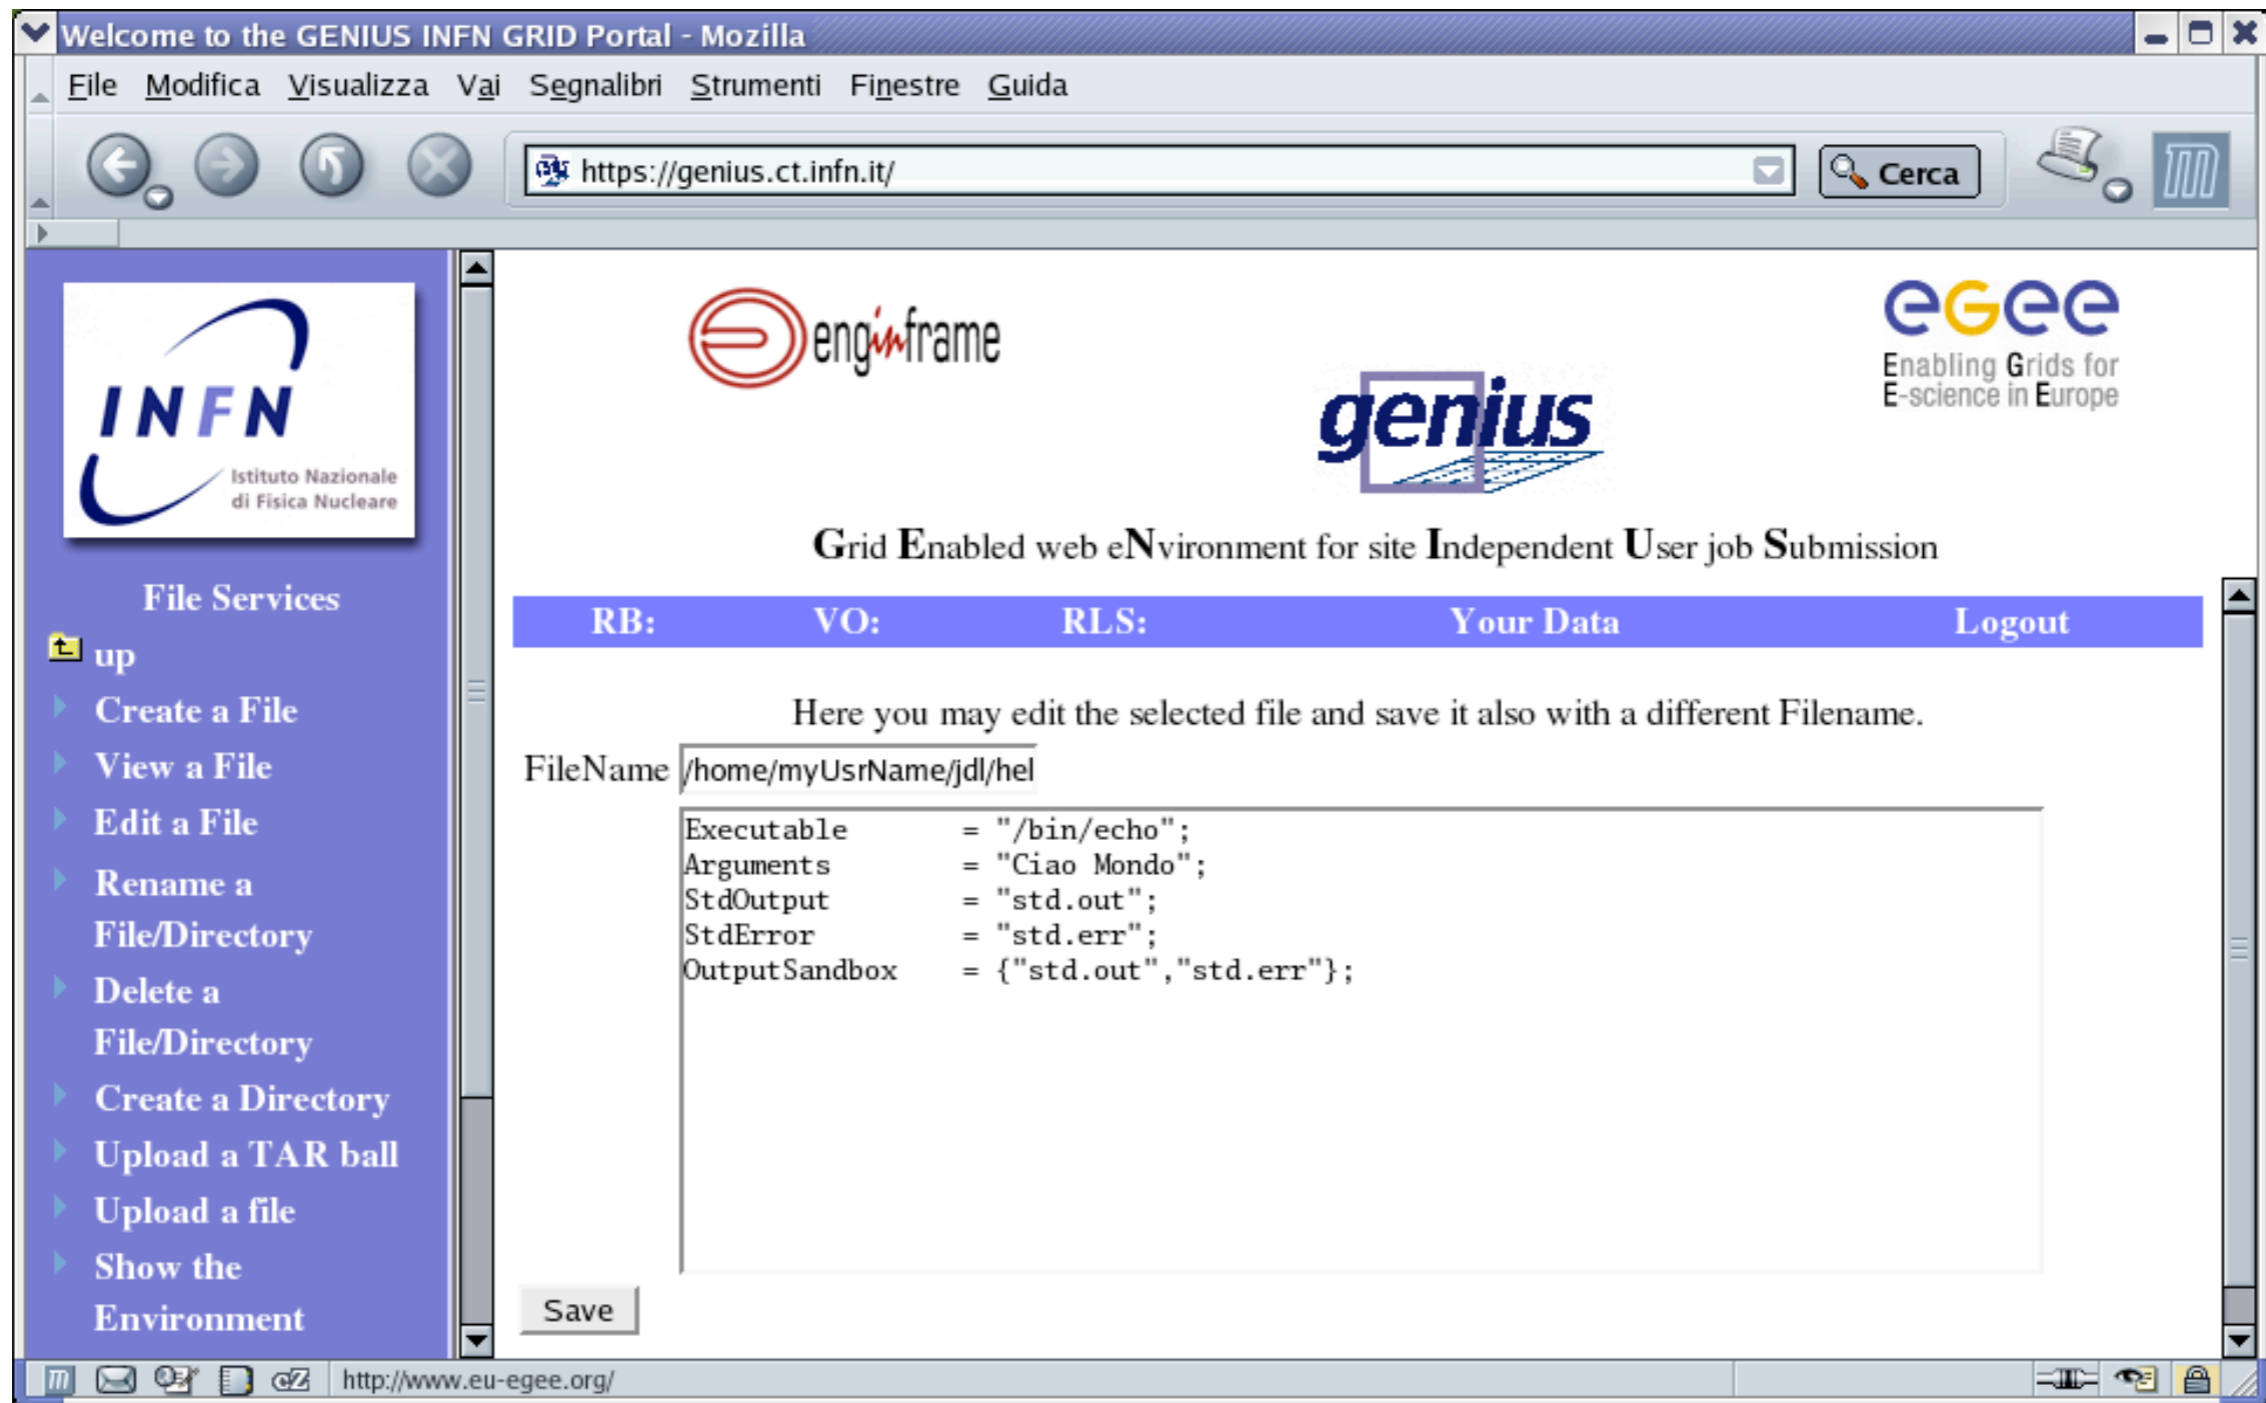 Welcome to the GENIUS INFN GRID Portal - Mozilla
File Modifica Visualizza Vai Segnalibri Strumenti Finestre Guida
https://genius.ct.infn.it/
Cerca
INFN
Istituto Nazionale
di Fisica Nucleare
File Services
up
Create a File
View a File
Edit a File
Rename a
File/Directory
Delete a
File/Directory
Create a Directory
Upload a TAR ball
Upload a file
Show the
Environment
enginframe
genius
egee
Enabling Grids for
E-science in Europe
Grid Enabled web eNvironment for site Independent User job Submission
RB: VO: RLS: Your Data Logout
Here you may edit the selected file and save it also with a different Filename.
FileName /home/myUsrName/jdl/hel
Executable = "/bin/echo";
Arguments = "Ciao Mondo";
StdOutput = "std.out";
StdError = "std.err";
OutputSandbox = {"std.out","std.err"};
Save
http://www.eu-egee.org/